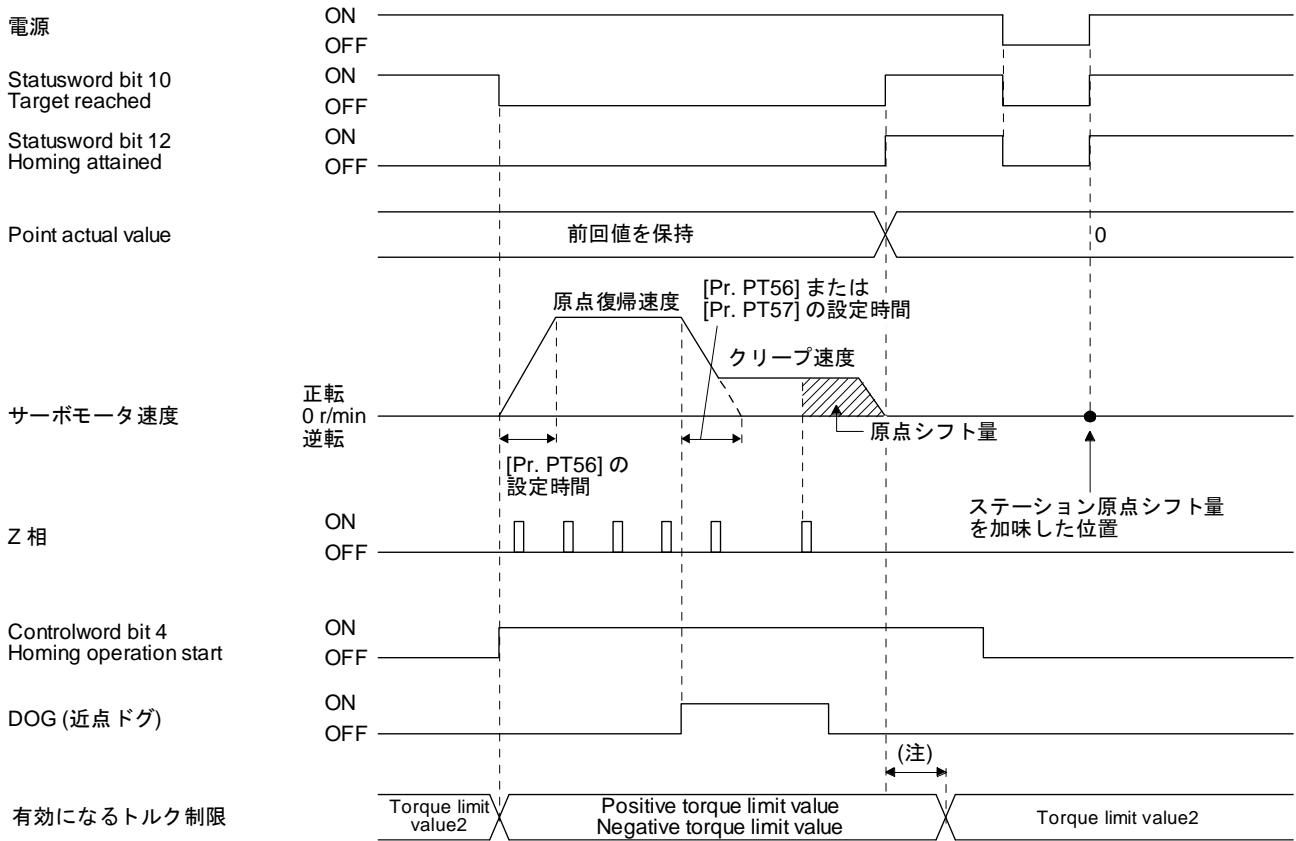 電源
ON
OFF
Statusword bit 10
Target reached
ON
OFF
Statusword bit 12
Homing attained
ON
OFF
Point actual value
前回値を保持
0
サーボモータ速度
正転
0 r/min
逆転
原点復帰速度
[Pr. PT56] または
[Pr. PT57] の設定時間
クリープ速度
原点シフト量
[Pr. PT56] の
設定時間
ステーション原点シフト量
を加味した位置
Z 相
ON
OFF
Controlword bit 4
Homing operation start
ON
OFF
DOG (近点ドグ)
ON
OFF
(注)
有効になるトルク制限
Torque limit
value2
Positive torque limit value
Negative torque limit value
Torque limit value2